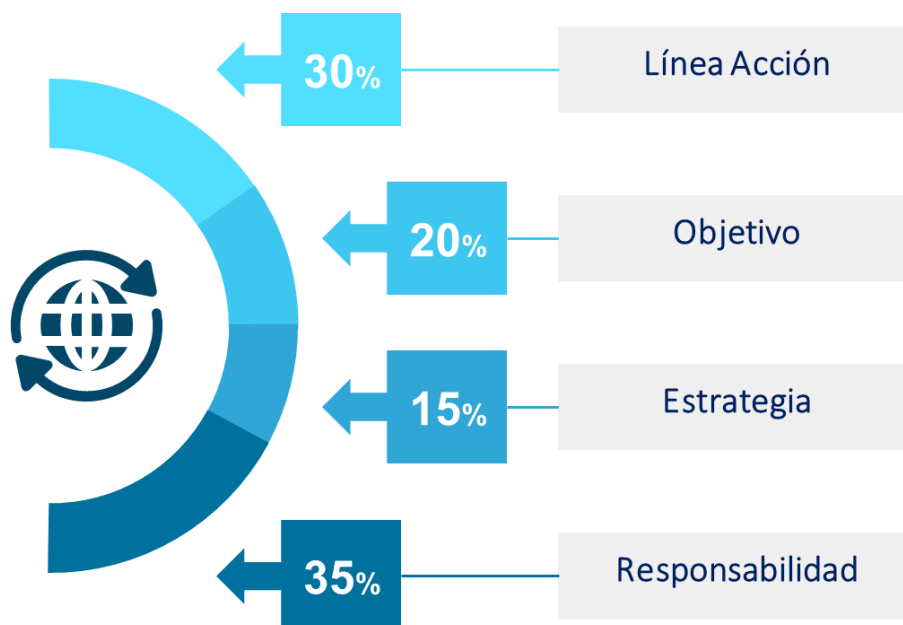 30%
Línea Acción
20%
Objetivo
15%
Estrategia
35%
Responsabilidad